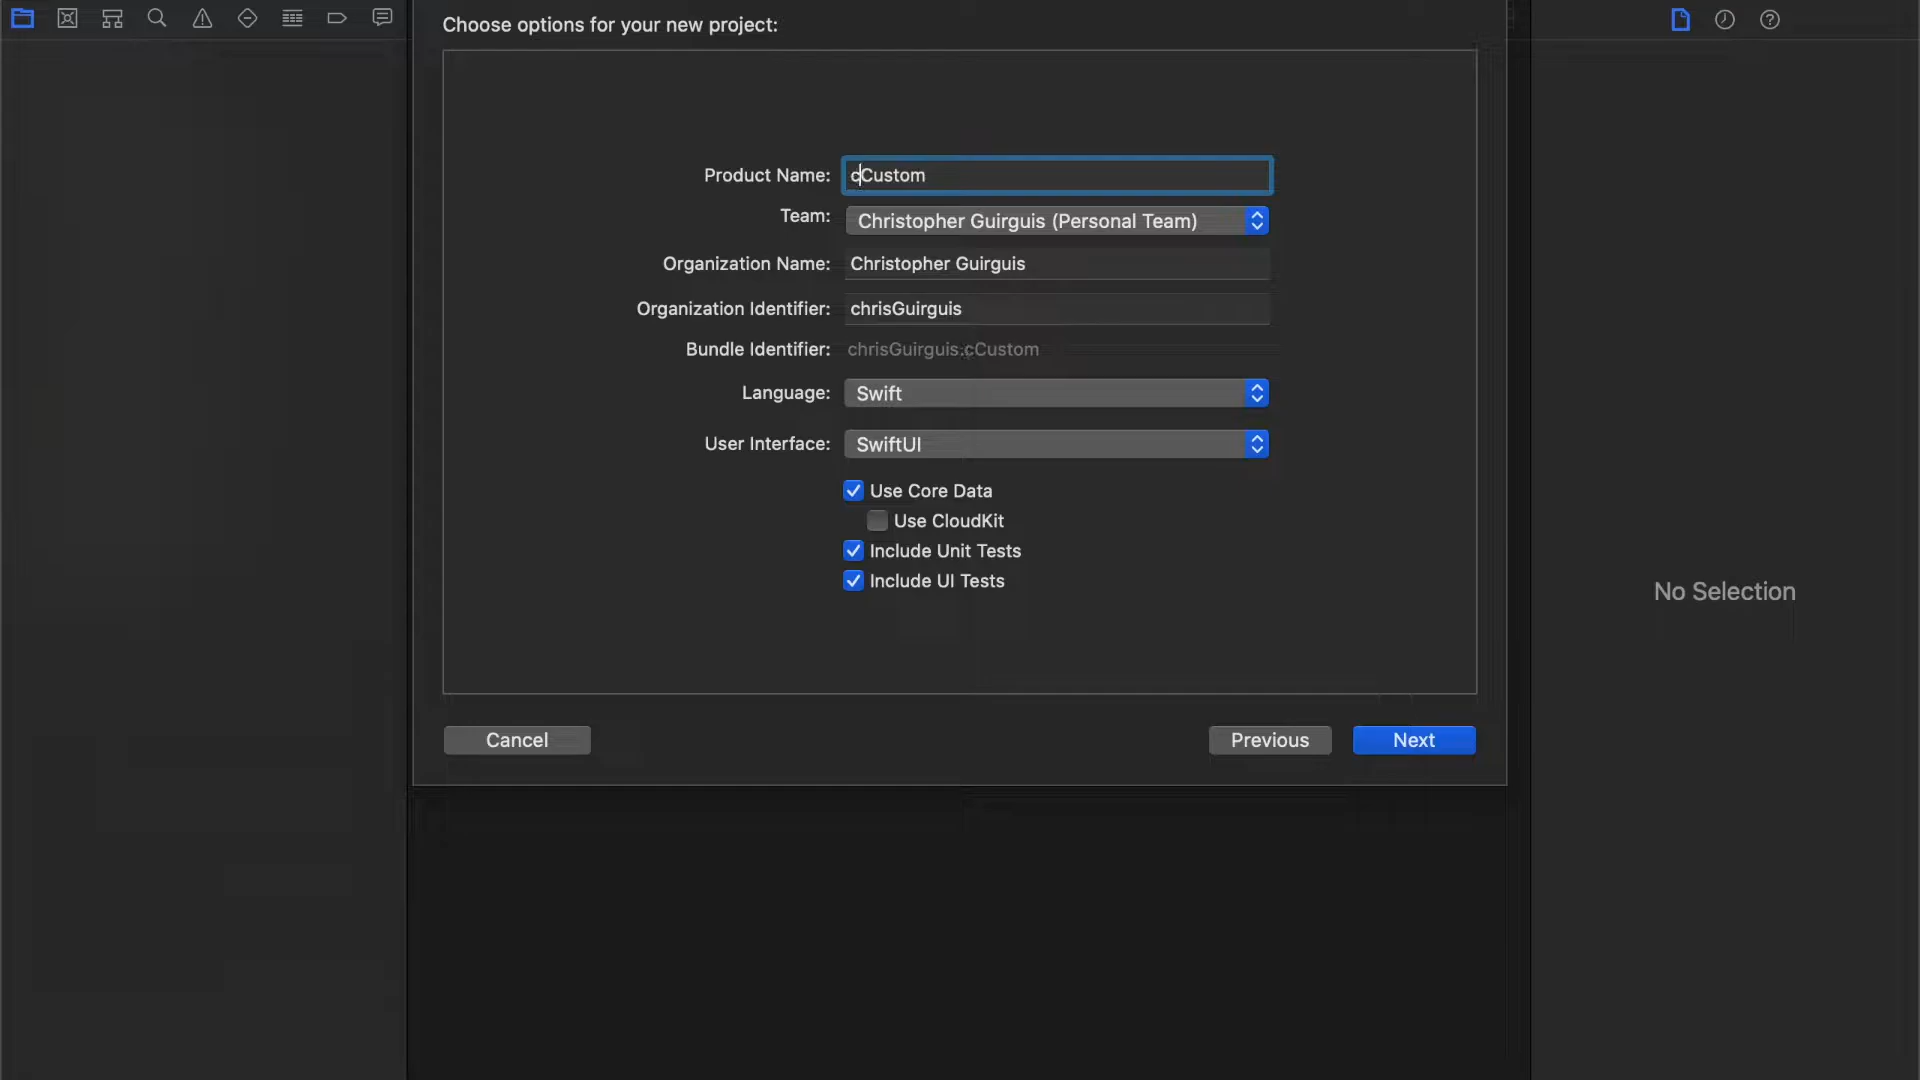 Choose options for your new project:
Product Name: cCustom
Team: Christopher Guirguis (Personal Team)
Organization Name: Christopher Guirguis
Organization Identifier: chrisGuirguis
Bundle Identifier: chrisGuirguis.cCustom
Language: Swift
User Interface: SwiftUI
Use Core Data
Use CloudKit
Include Unit Tests
Include UI Tests
No Selection
Cancel
Previous
Next